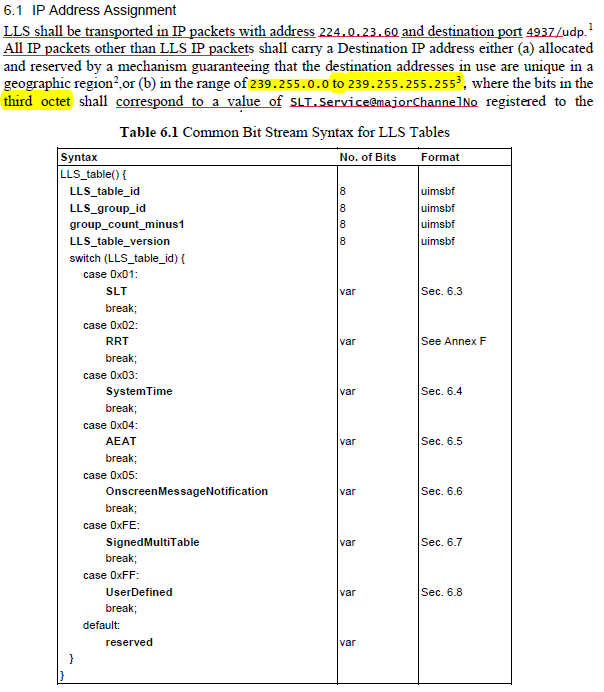 6.1 IP Address Assignment
LLS shall be transported in IP packets with address 224.0.23.60 and destination port 4937/udp.1
All IP packets other than LLS IP packets shall carry a Destination IP address either (a) allocated
and reserved by a mechanism guaranteeing that the destination addresses in use are unique in a
geographic region2,or (b) in the range of 239.255.0.0 to 239.255.255.2553, where the bits in the
third octet shall correspond to a value of SLT.Service@majorChannelNo registered to the
Table 6.1 Common Bit Stream Syntax for LLS Tables
Syntax No. of Bits Format
LLS_table() {
LLS_table_id 8 uimsbf
LLS_group_id 8 uimsbf
group_count_minus1 8 uimsbf
LLS_table_version 8 uimsbf
switch (LLS_table_id) {
case 0x01:
SLT var Sec. 6.3
break;
case 0x02:
RRT var See Annex F
break;
case 0x03:
SystemTime var Sec. 6.4
break;
case 0x04:
AEAT var Sec. 6.5
break;
case 0x05:
OnscreenMessageNotification var Sec. 6.6
break;
case 0xFE:
SignedMultiTable var Sec. 6.7
break;
case 0xFF:
UserDefined var Sec. 6.8
break;
default:
reserved var
}
}